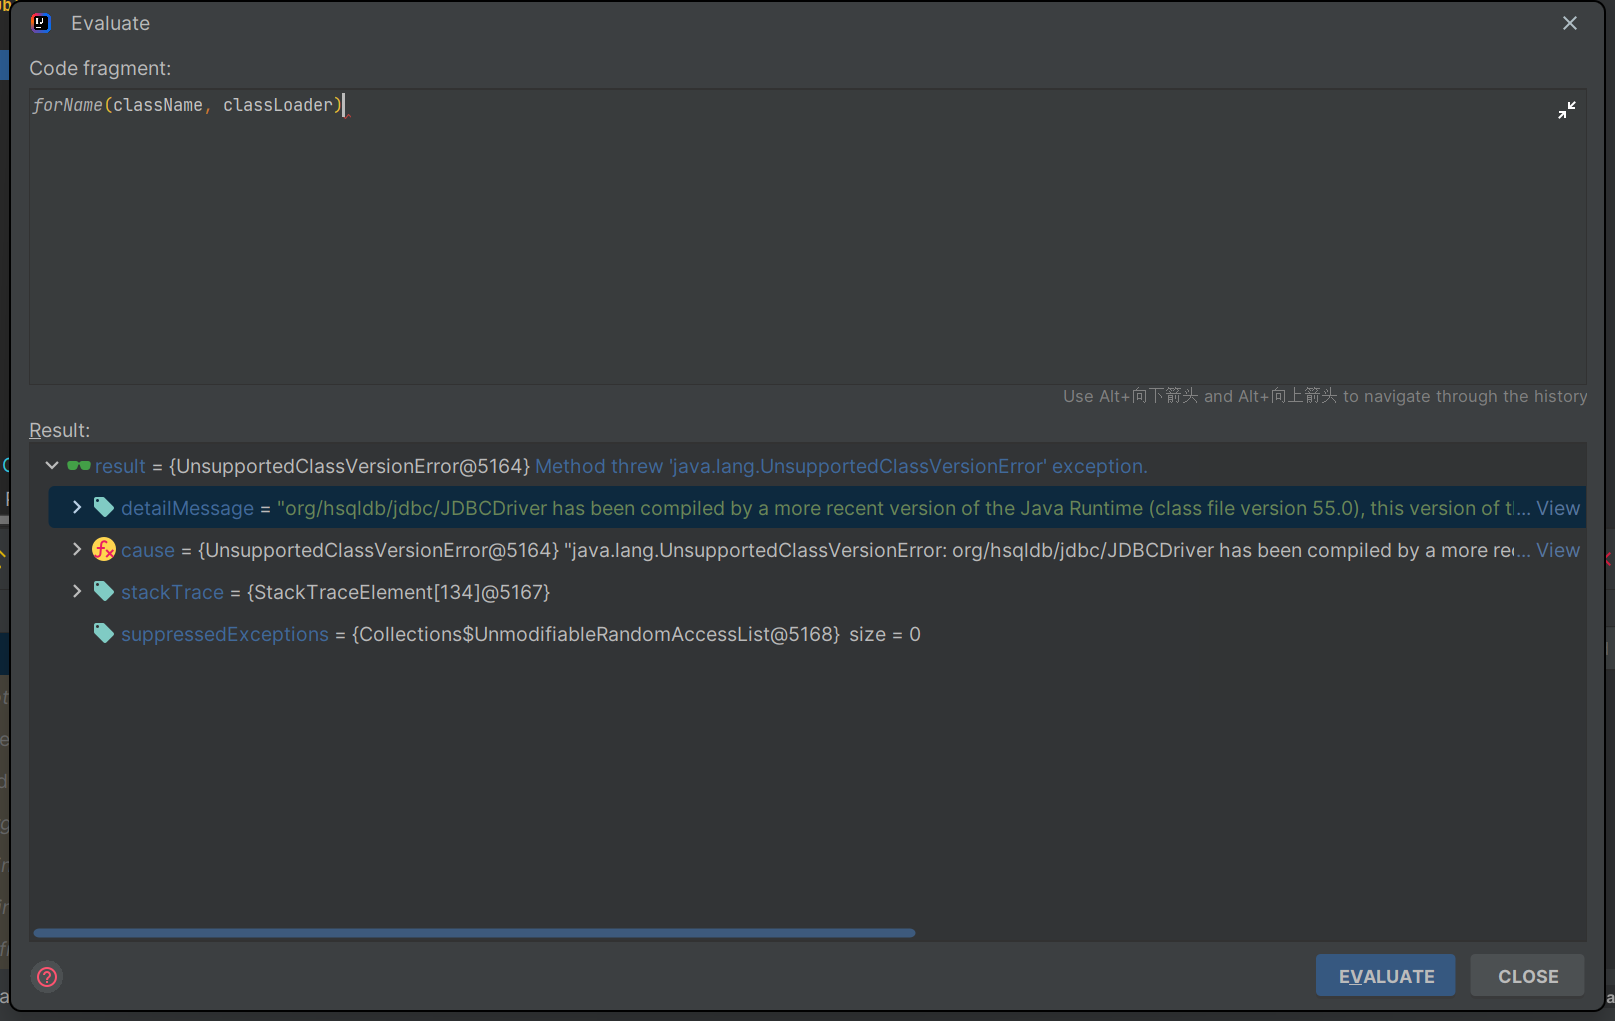 Evaluate
Code fragment:
forName(className, classLoader)
Use Alt+向下箭头 and Alt+向上箭头 to navigate through the history
Result:
result = {UnsupportedClassVersionError@5164} Method threw 'java.lang.UnsupportedClassVersionError' exception.
detailMessage = "org/hsqldb/jdbc/JDBCDriver has been compiled by a more recent version of the Java Runtime (class file version 55.0), this version of t... View
cause = {UnsupportedClassVersionError@5164} "java.lang.UnsupportedClassVersionError: org/hsqldb/jdbc/JDBCDriver has been compiled by a more re... View
stackTrace = {StackTraceElement[134]@5167}
suppressedExceptions = {Collections$UnmodifiableRandomAccessList@5168} size = 0
EVALUATE
CLOSE